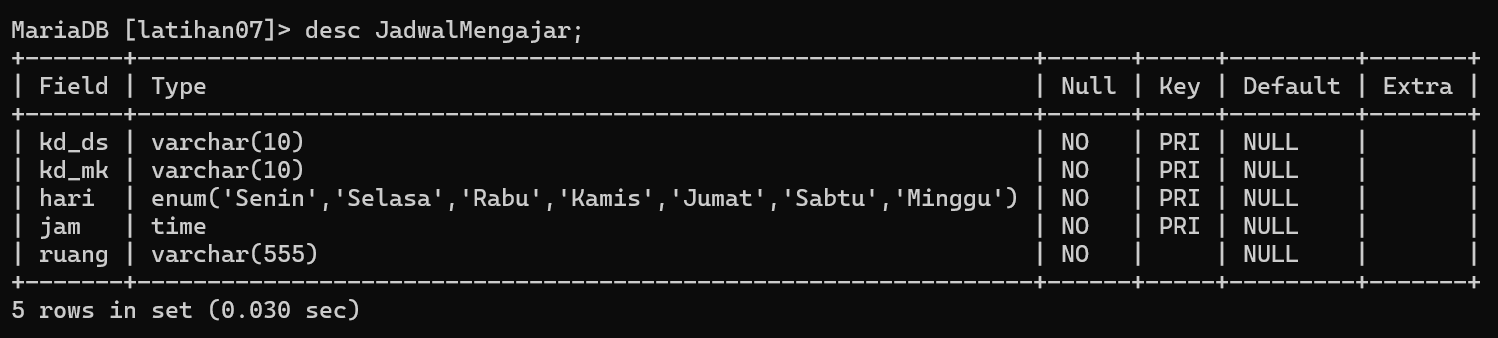 MariaDB [latihan07]> desc JadwalMengajar;
+-------+----------------------------------------------------------------+------+-----+---------+-------+
| Field | Type                                                           | Null | Key | Default | Extra |
+-------+----------------------------------------------------------------+------+-----+---------+-------+
| kd_ds | varchar(10)                                                    | NO   | PRI | NULL    |       |
| kd_mk | varchar(10)                                                    | NO   | PRI | NULL    |       |
| hari  | enum('Senin','Selasa','Rabu','Kamis','Jumat','Sabtu','Minggu') | NO   | PRI | NULL    |       |
| jam   | time                                                           | NO   | PRI | NULL    |       |
| ruang | varchar(555)                                                   | NO   |     | NULL    |       |
+-------+----------------------------------------------------------------+------+-----+---------+-------+
5 rows in set (0.030 sec)